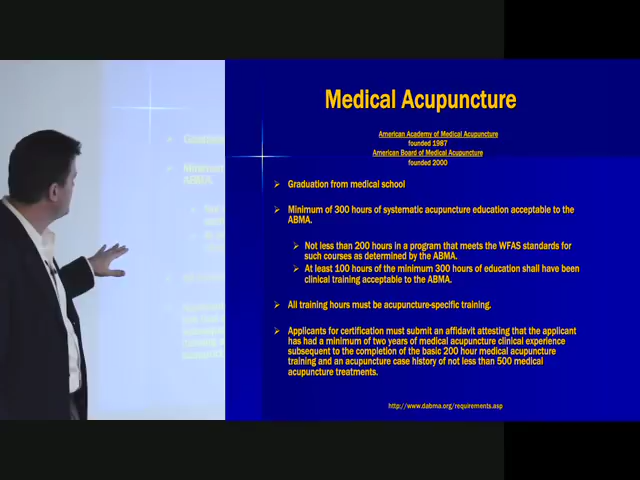 Medical Acupuncture
American Academy of Medical Acupuncture
founded 1987
American Board of Medical Acupuncture
founded 2000
Graduation from medical school
Minimum of 300 hours of systematic acupuncture education acceptable to the
ABMA.
Not less than 200 hours in a program that meets the WFAS standards for
such courses as determined by the ABMA.
At least 100 hours of the minimum 300 hours of education shall have been
clinical training acceptable to the ABMA.
All training hours must be acupuncture-specific training.
Applicants for certification must submit an affidavit attesting that the applicant
has had a minimum of two years of medical acupuncture clinical experience
subsequent to the completion of the basic 200 hour medical acupuncture
training and an acupuncture case history of not less than 500 medical
acupuncture treatments.
http://www.dabma.org/requirements.asp